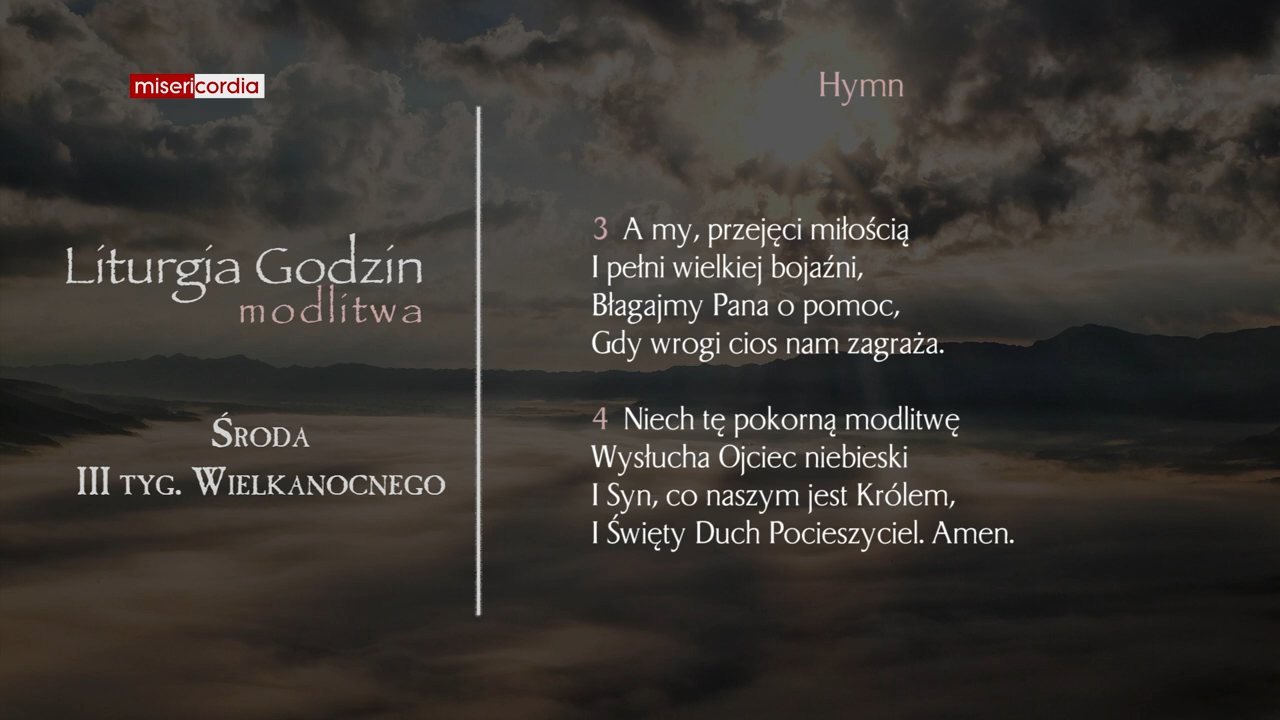 misericordia
Liturgia Godzin
modlitwa
Środa
III tyg. Wielkanocnego
Hymn
3 A my, przejęci miłością
I pełni wielkiej bojaźni,
Błagajmy Pana o pomoc,
Gdy wrogi cios nam zagraża.
4 Niech tę pokorną modlitwę
Wysłucha Ojciec niebieski
I Syn, co naszym jest Królem,
I Święty Duch Pocieszyciel. Amen.